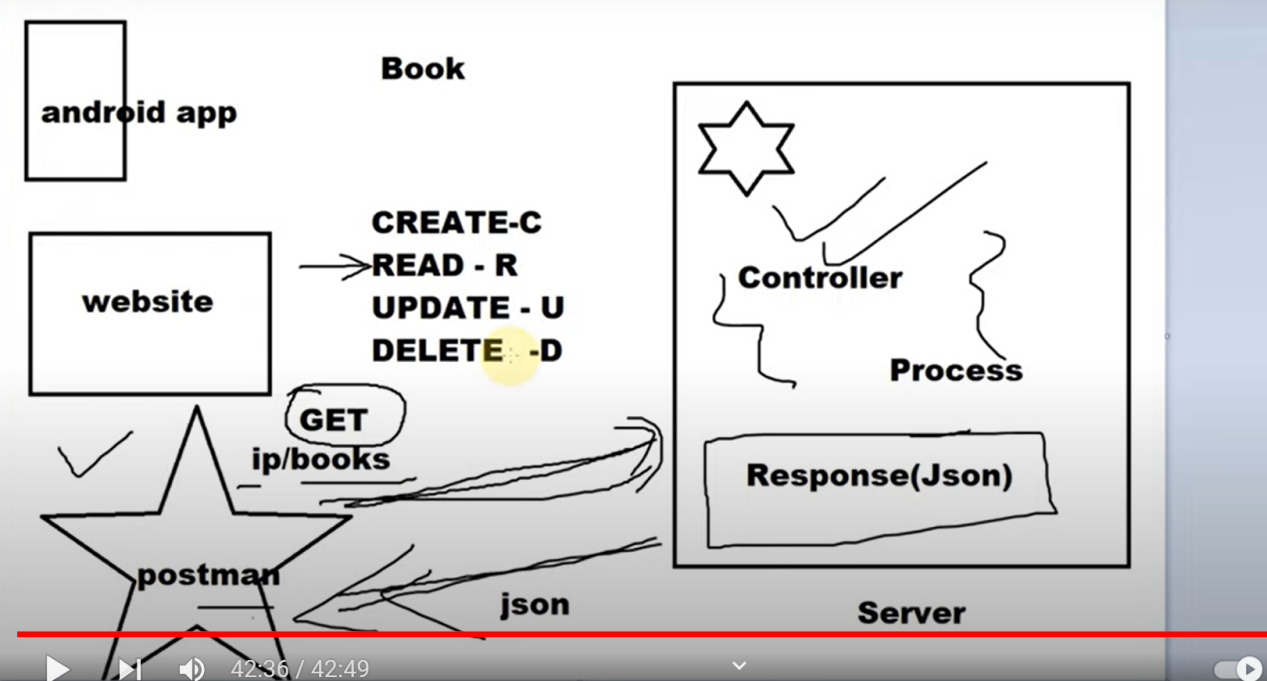 Book
android app
CREATE-C
READ - R
UPDATE - U
DELETE -D
website
GET
ip/books
postman
json
Controller
Process
Response(Json)
Server
42:36 / 42:49